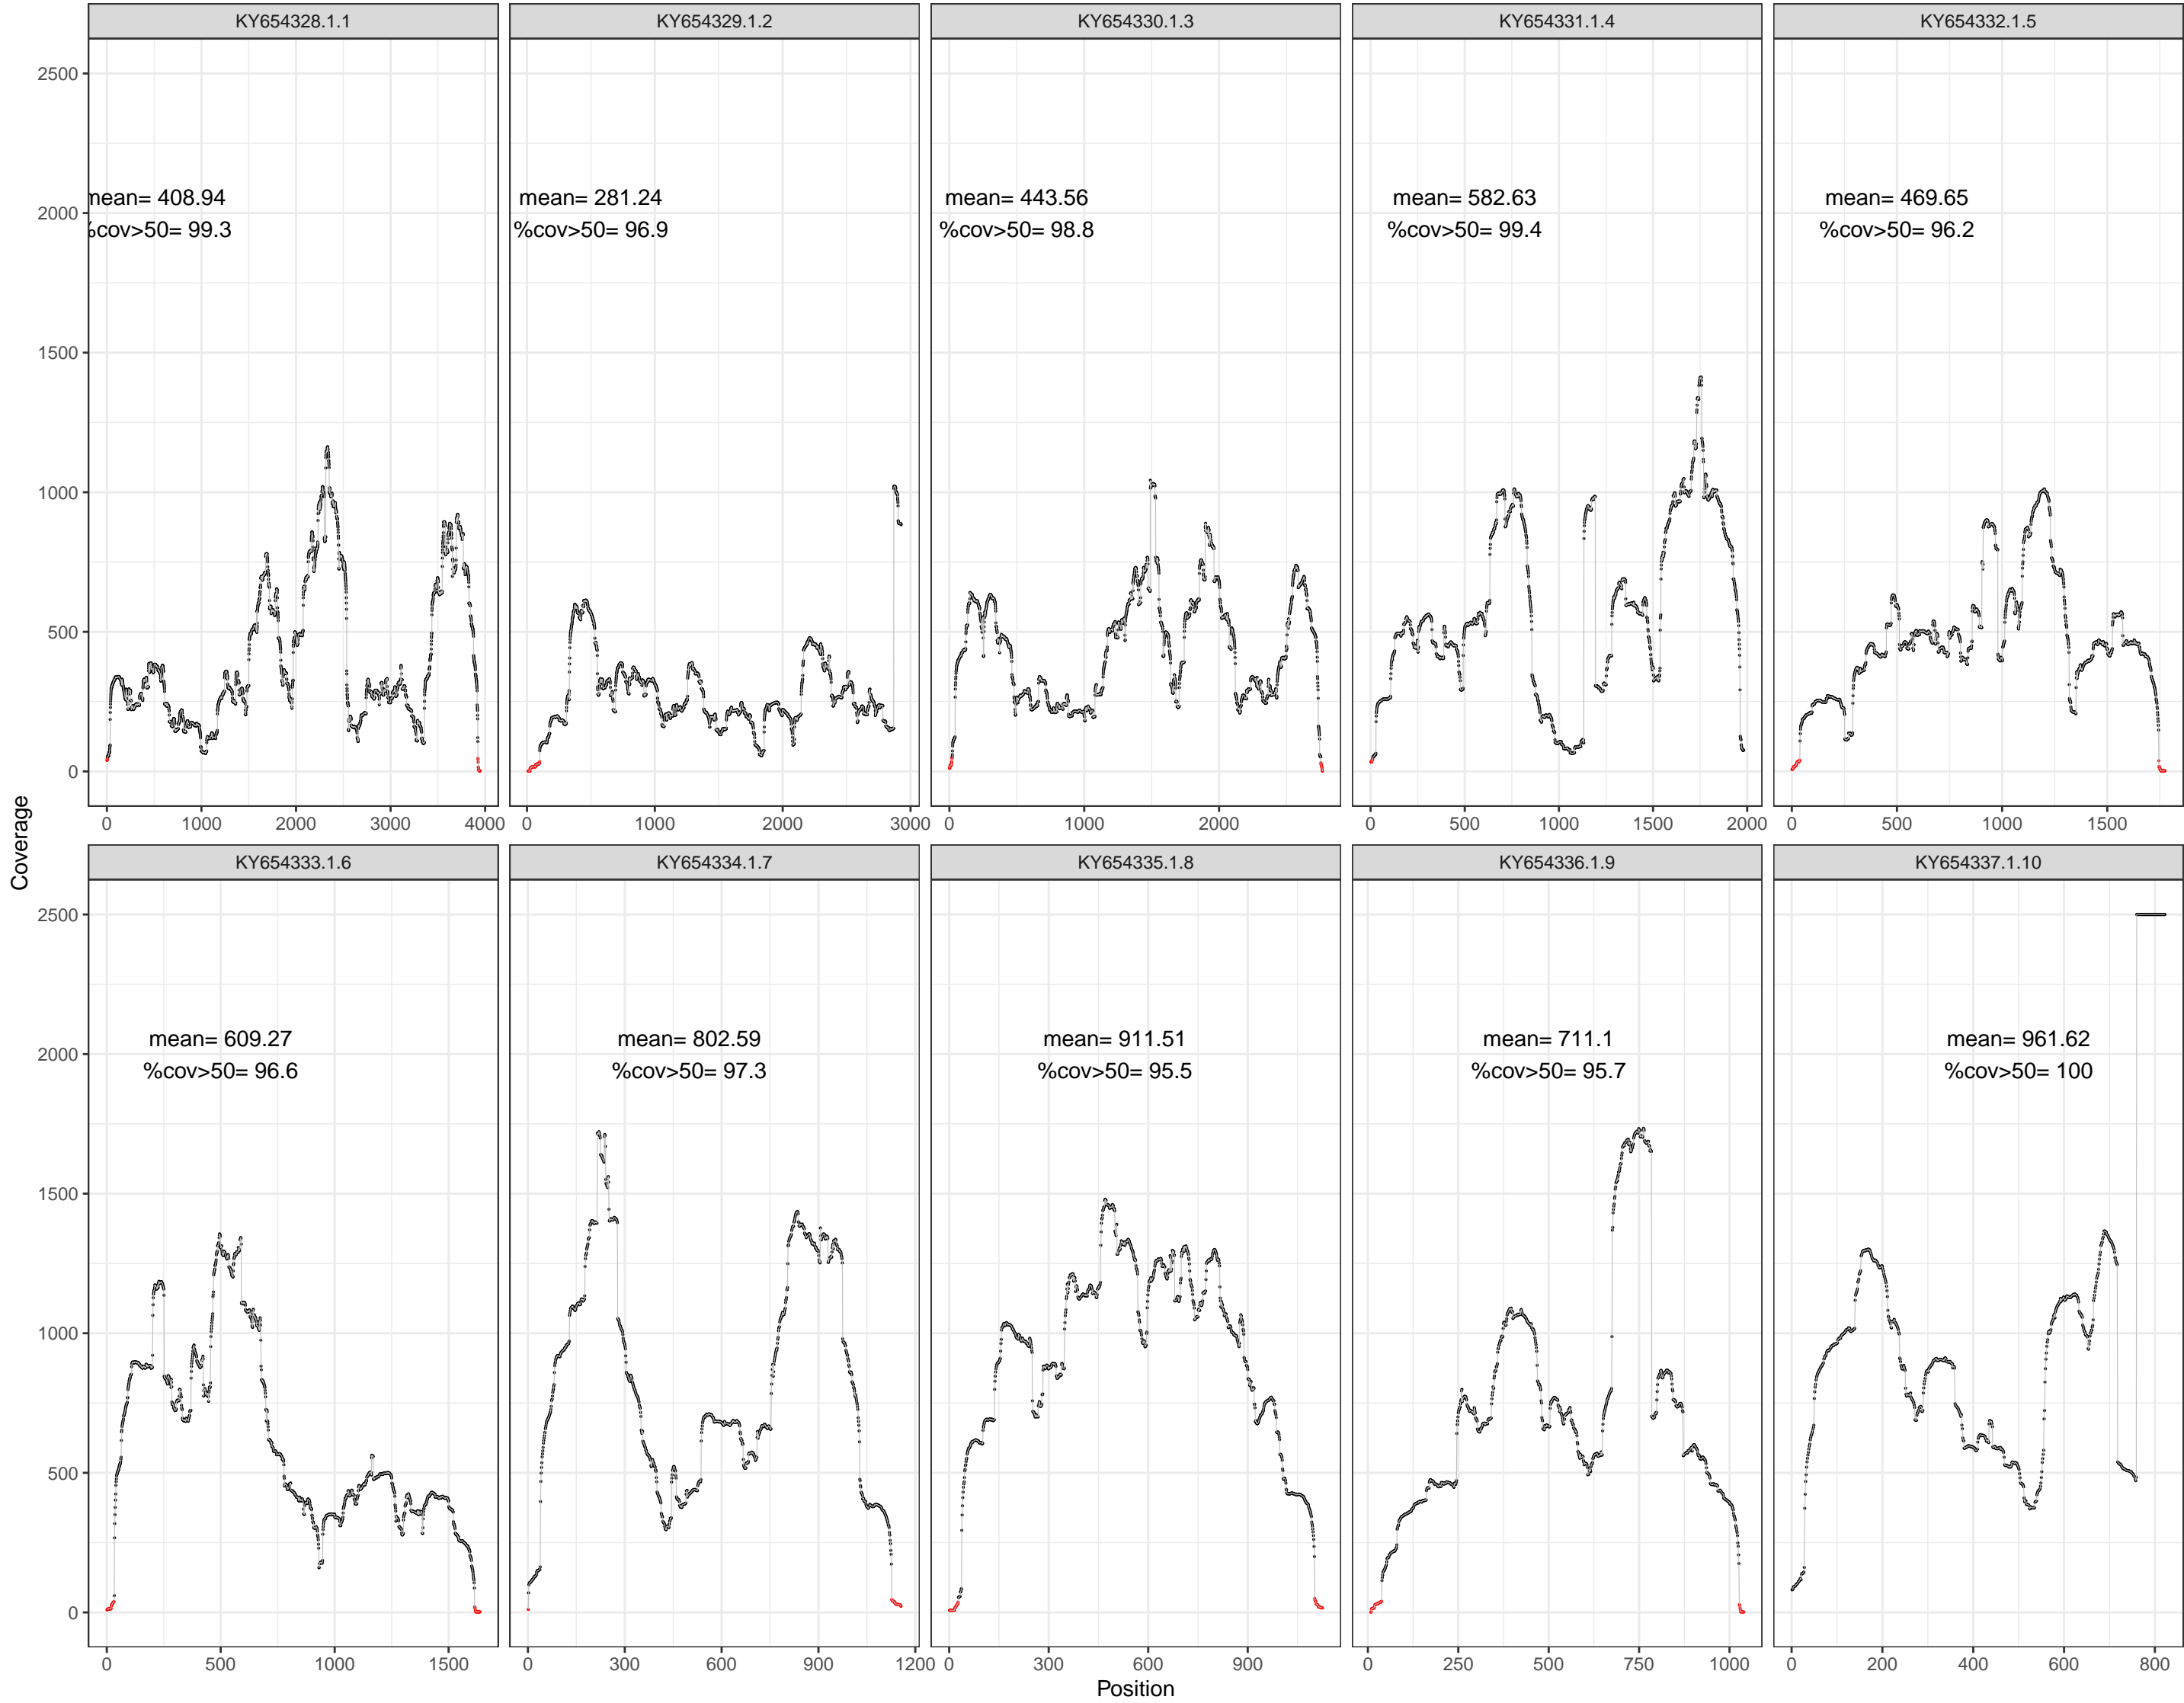 KY654328.1.1 KY654329.1.2 KY654330.1.3 KY654331.1.4 KY654332.1.5
2500
mean= 408.94 mean= 281.24 mean= 443.56 mean= 582.63 mean= 469.65
2000
%cov>50= 99.3 %cov>50= 96.9 %cov>50= 98.8 %cov>50= 99.4 %cov>50= 96.2
1500
1000
500
0
0 1000 2000 3000 4000 0 1000 2000 3000 0 1000 2000 0 500 1000 1500 2000 0 500 1000 1500
Coverage
KY654333.1.6 KY654334.1.7 KY654335.1.8 KY654336.1.9 KY654337.1.10
2500
mean= 609.27 mean= 802.59 mean= 911.51 mean= 711.1 mean= 961.62
2000
%cov>50= 96.6 %cov>50= 97.3 %cov>50= 95.5 %cov>50= 95.7 %cov>50= 100
1500
1000
500
0
0 500 1000 1500 0 300 600 900 1200 0 300 600 900 0 250 500 750 1000 0 200 400 600 800
Position